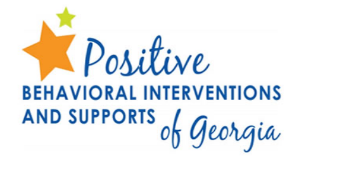 Positive
BEHAVIORAL INTERVENTIONS
AND SUPPORTS of Georgia